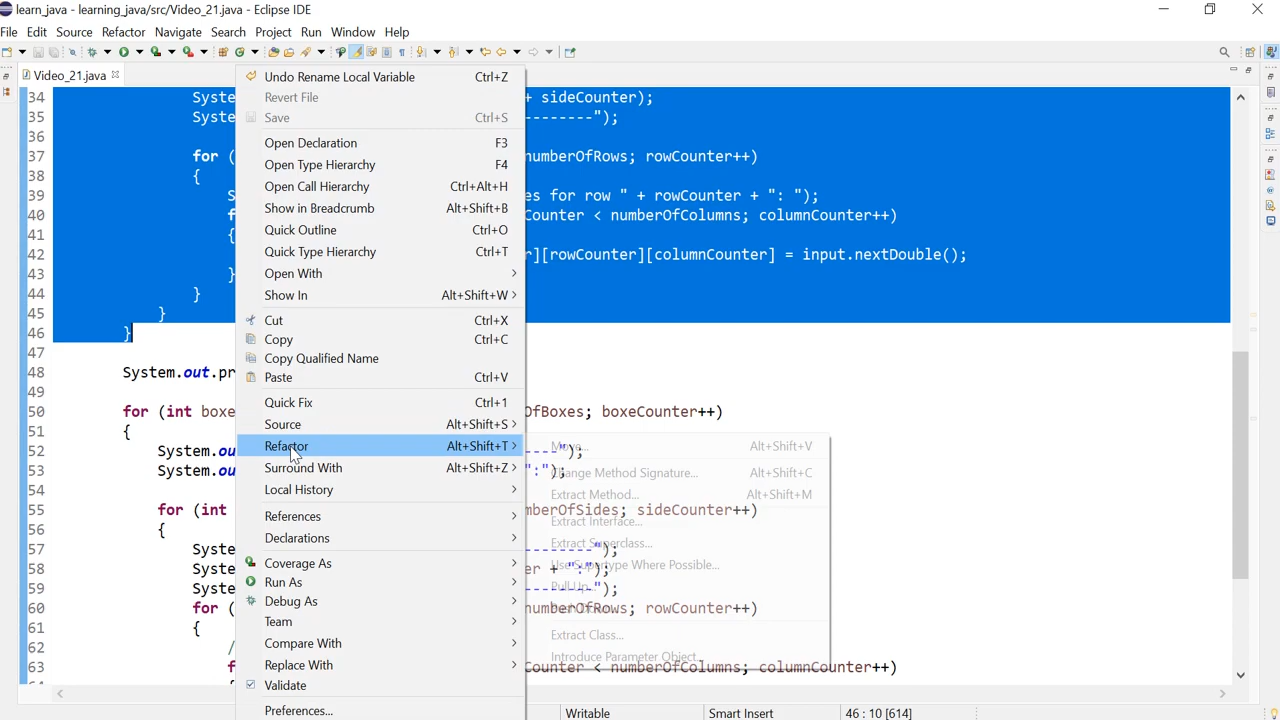 learn_java - learning_java/src/Video_21.java - Eclipse IDE
File Edit Source Refactor Navigate Search Project Run Window Help
Video_21.java
34 Syste + sideCounter);
35 Syste --------");
36
37 for ( numberOfRows; rowCounter++)
38 {
39 S es for row " + rowCounter + ": ");
40 f Counter < numberOfColumns; columnCounter++)
41 {
42 ][rowCounter][columnCounter] = input.nextDouble();
43 }
44 }
45 }
46 }
47
48 System.out.pr
49
50 for (int boxe OfBoxes; boxeCounter++)
51 {
52 System.ou ");
53 System.ou ":");
54
55 for (int mberOfSides; sideCounter++)
56 {
57 Syste ");
58 Syste er + ":");
59 Syste ");
60 for ( numberOfRows; rowCounter++)
61 {
62 /
63 f Counter < numberOfColumns; columnCounter++)
Undo Rename Local Variable Ctrl+Z
Revert File
Save Ctrl+S
Open Declaration F3
Open Type Hierarchy F4
Open Call Hierarchy Ctrl+Alt+H
Show in Breadcrumb Alt+Shift+B
Quick Outline Ctrl+O
Quick Type Hierarchy Ctrl+T
Open With
Show In Alt+Shift+W
Cut Ctrl+X
Copy Ctrl+C
Copy Qualified Name
Paste Ctrl+V
Quick Fix Ctrl+1
Source Alt+Shift+S
Refactor Alt+Shift+T
Surround With Alt+Shift+Z
Local History
References
Declarations
Coverage As
Run As
Debug As
Team
Compare With
Replace With
Validate
Preferences...
Move... Alt+Shift+V
Change Method Signature... Alt+Shift+C
Extract Method... Alt+Shift+M
Extract Interface...
Extract Superclass...
Use Supertype Where Possible...
Pull Up...
Extract Class...
Introduce Parameter Object...
Writable Smart Insert 46 : 10 [614]